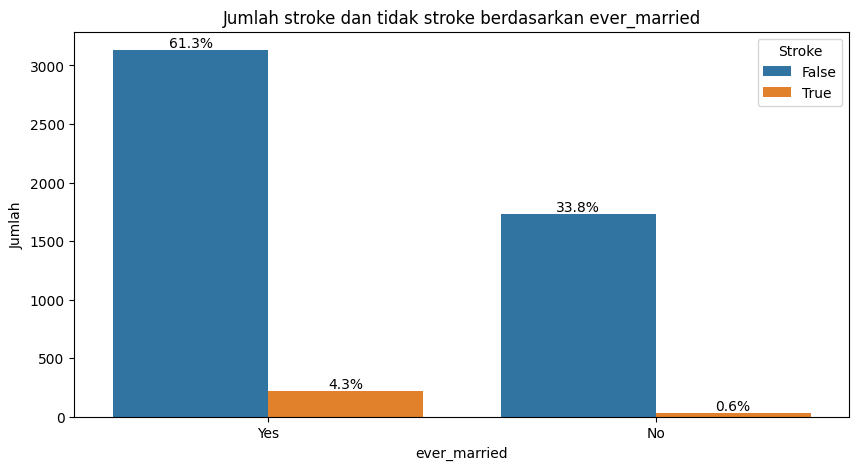 Jumlah stroke dan tidak stroke berdasarkan ever_married
Stroke
False
True
61.3%
33.8%
4.3%
0.6%
Jumlah
3000
2500
2000
1500
1000
500
0
Yes
No
ever_married